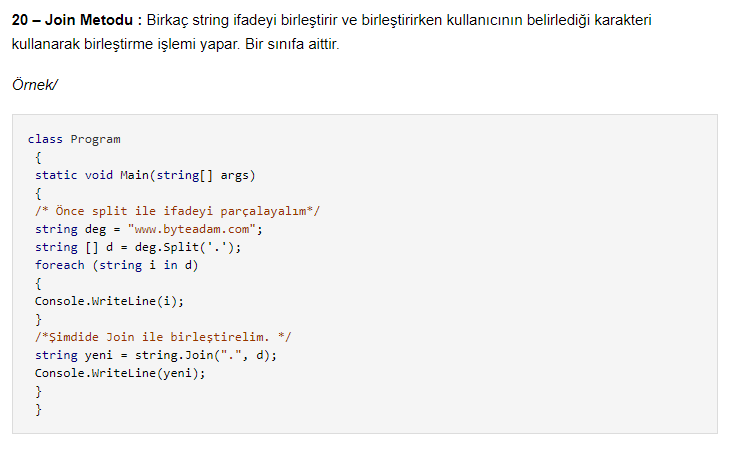 20 – Join Metodu : Birkaç string ifadeyi birleştirir ve birleştirirken kullanıcının belirlediği karakteri
kullanarak birleştirme işlemi yapar. Bir sınıfa aittir.
Örnek/
class Program
{
static void Main(string[] args)
{
/* Önce split ile ifadeyi parçalayalım*/
string deg = "www.byteadam.com";
string [] d = deg.Split('.');
foreach (string i in d)
{
Console.WriteLine(i);
}
/*Şimdide Join ile birleştirelim. */
string yeni = string.Join(".", d);
Console.WriteLine(yeni);
}
}